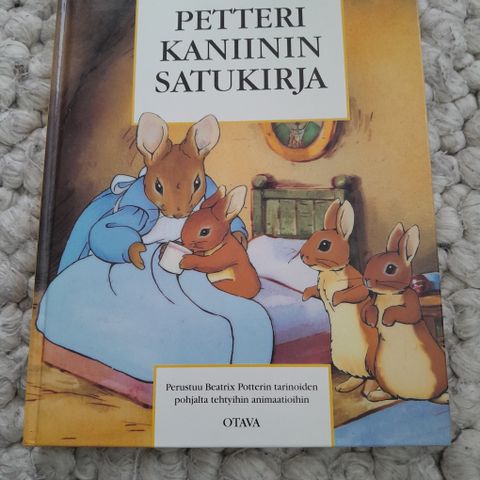 PETTERI
KANIININ
SATUKIRJA
Perustuu Beatrix Potterin tarinoiden
pohjalta tehtyihin animaatioihin
OTAVA